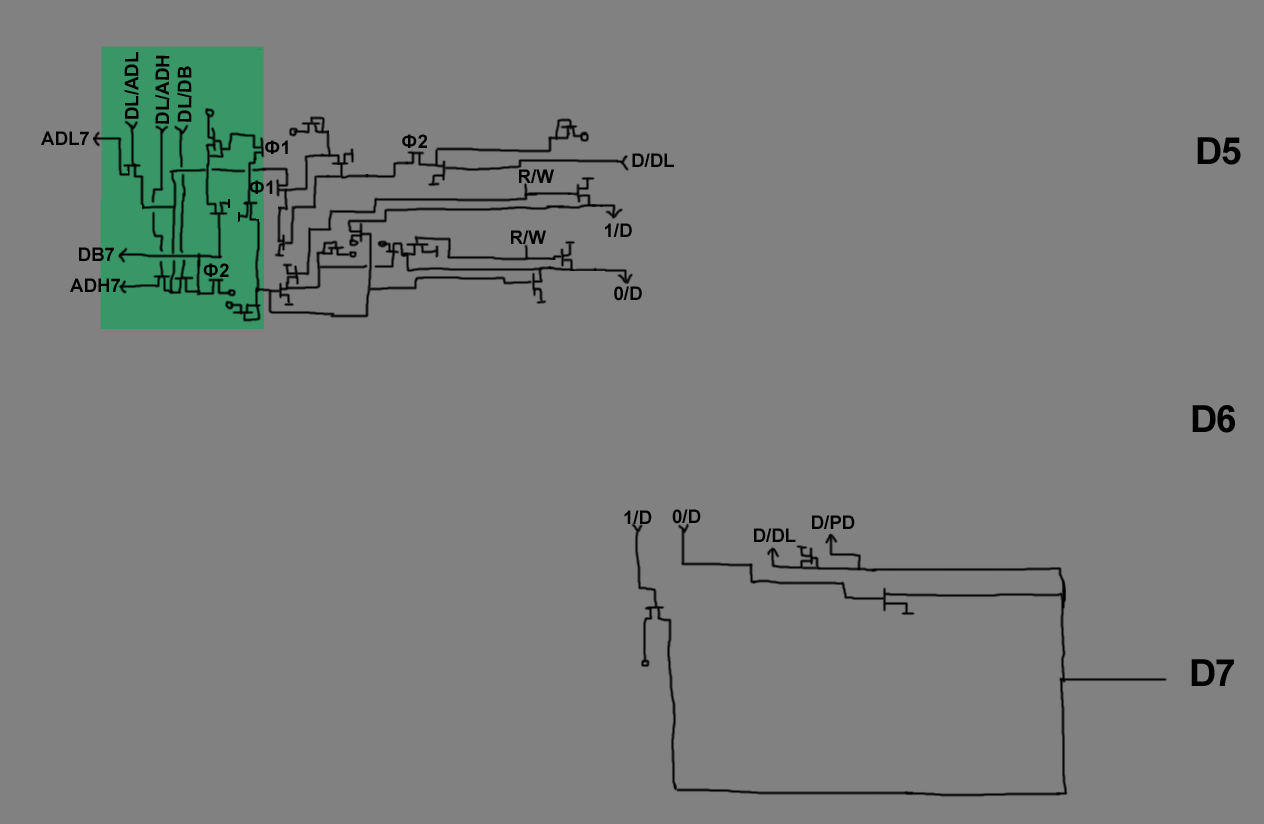 DL/ADL
DL/ADH
DL/DB
ADL7
Φ1
Φ2
D/DL
D5
Φ1
R/W
1/D
DB7
R/W
ADH7
Φ2
0/D
D6
1/D
0/D
D/DL
D/PD
D7